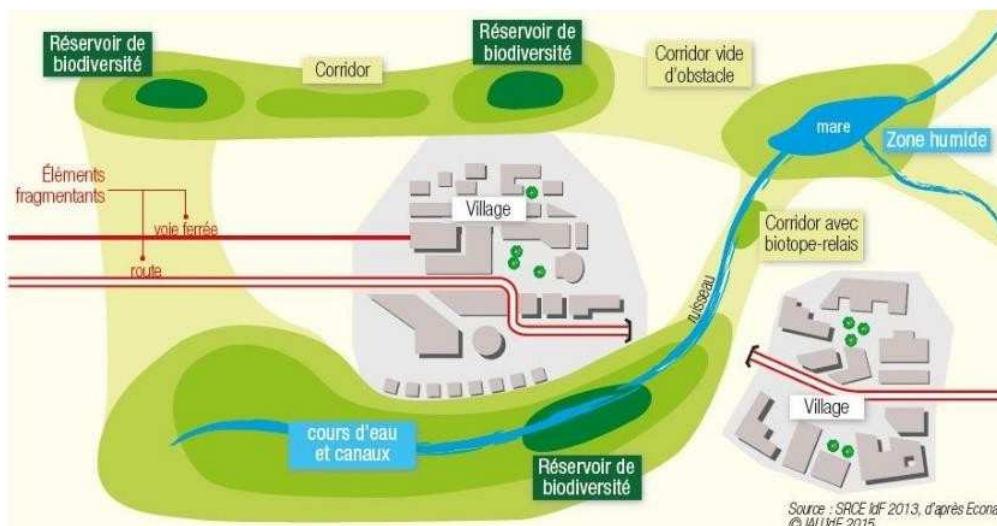 Réservoir de
biodiversité
Corridor
Réservoir de
biodiversité
Corridor vide
d'obstacle
mare
Zone humide
Éléments
fragmentants
voie ferrée
route
Village
Corridor avec
biotope-relais
ruisseau
cours d'eau
et canaux
Réservoir de
biodiversité
Village
Source : SRCE IdF 2013, d'après Econa
© IAU IdF 2015